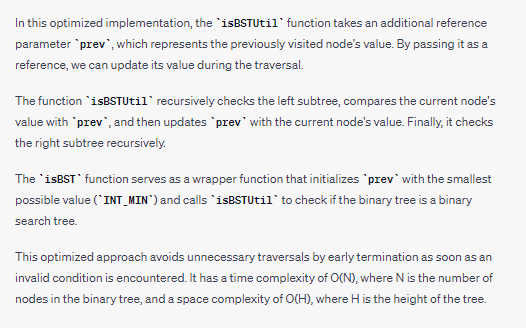 In this optimized implementation, the `isBSTUtil` function takes an additional reference
parameter `prev`, which represents the previously visited node's value. By passing it as a
reference, we can update its value during the traversal.
The function `isBSTUtil` recursively checks the left subtree, compares the current node's
value with `prev`, and then updates `prev` with the current node's value. Finally, it checks
the right subtree recursively.
The `isBST` function serves as a wrapper function that initializes `prev` with the smallest
possible value (`INT_MIN`) and calls `isBSTUtil` to check if the binary tree is a binary
search tree.
This optimized approach avoids unnecessary traversals by early termination as soon as an
invalid condition is encountered. It has a time complexity of O(N), where N is the number of
nodes in the binary tree, and a space complexity of O(H), where H is the height of the tree.